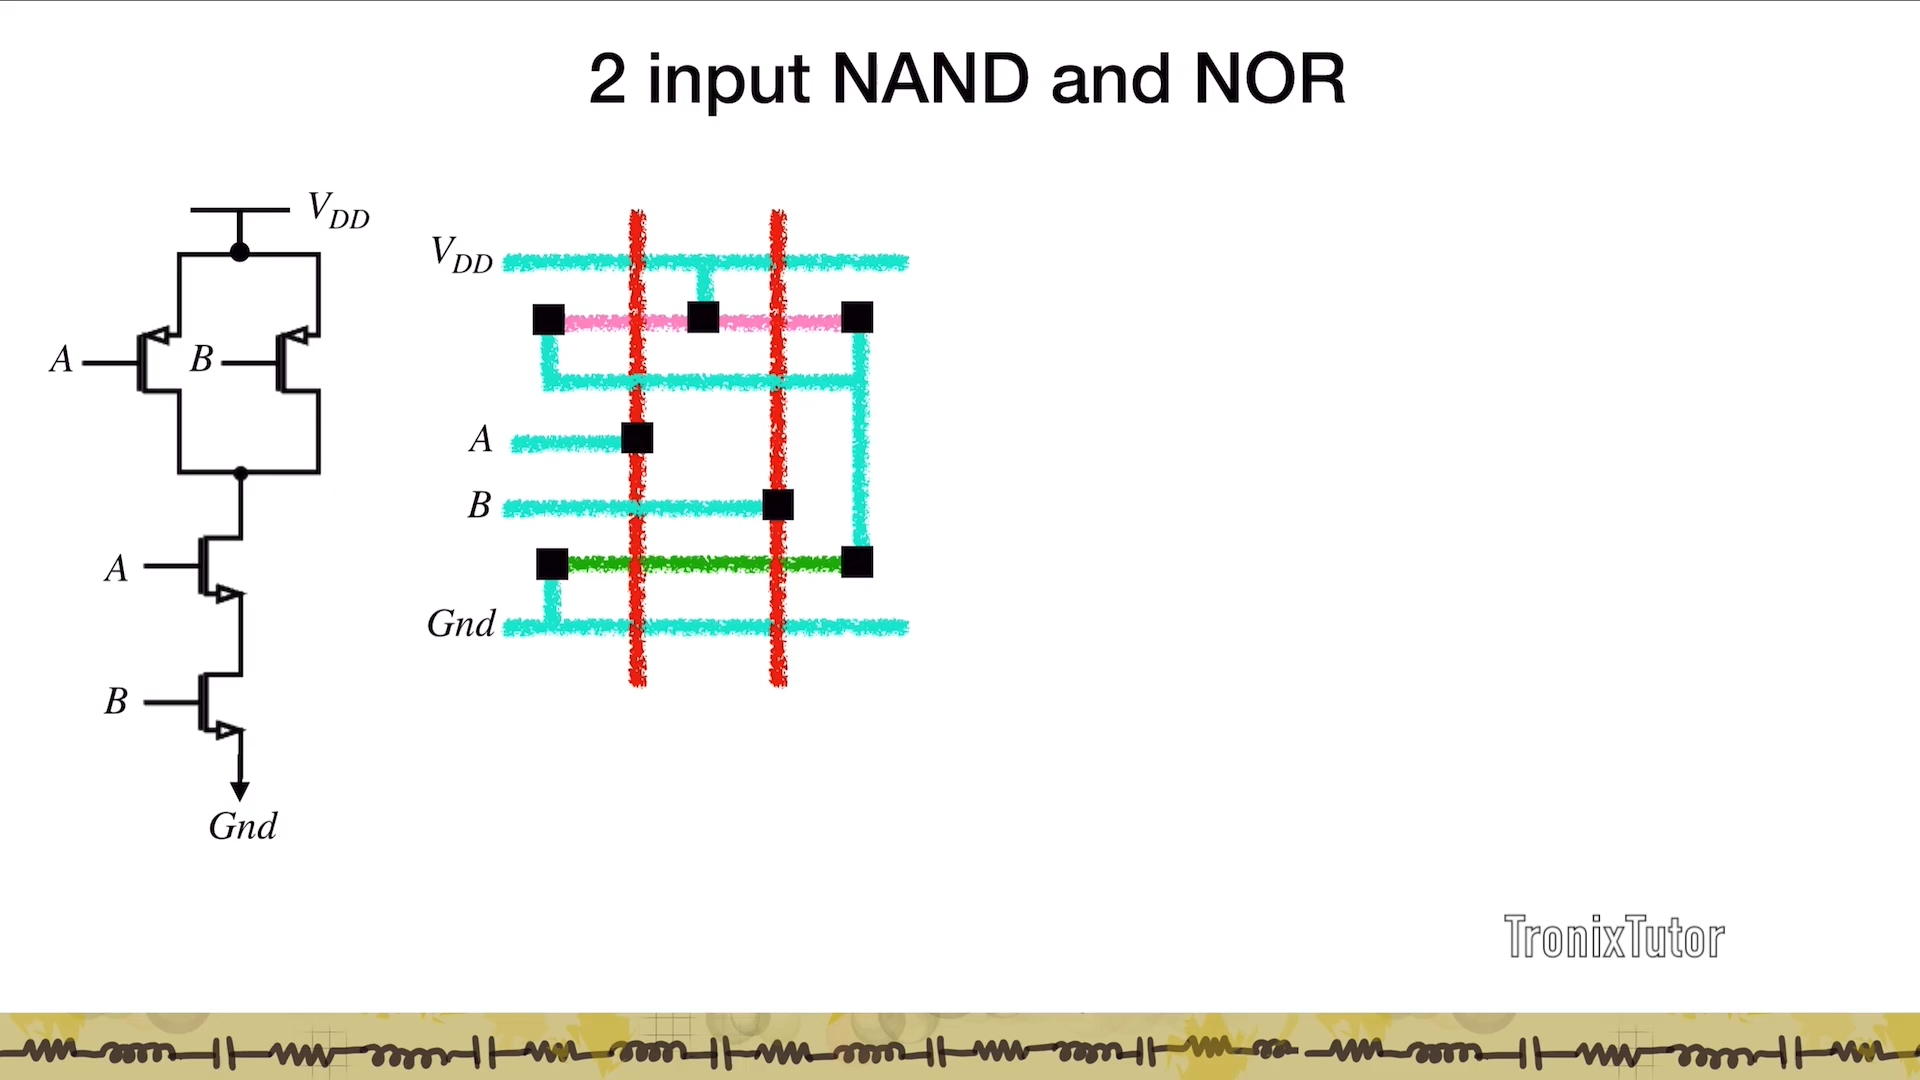 2 input NAND and NOR
VDD
A
B
A
B
Gnd
VDD
A
B
Gnd
TronixTutor